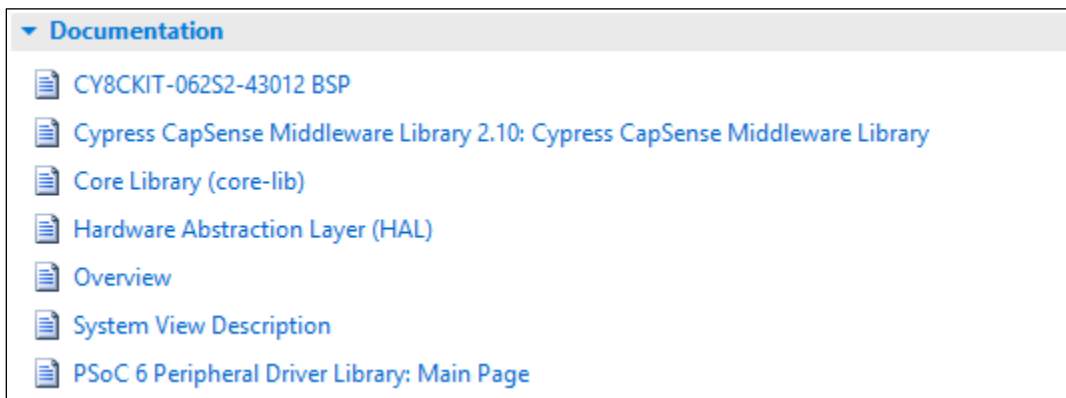 Documentation
CY8CKIT-062S2-43012 BSP
Cypress CapSense Middleware Library 2.10: Cypress CapSense Middleware Library
Core Library (core-lib)
Hardware Abstraction Layer (HAL)
Overview
System View Description
PSoC 6 Peripheral Driver Library: Main Page